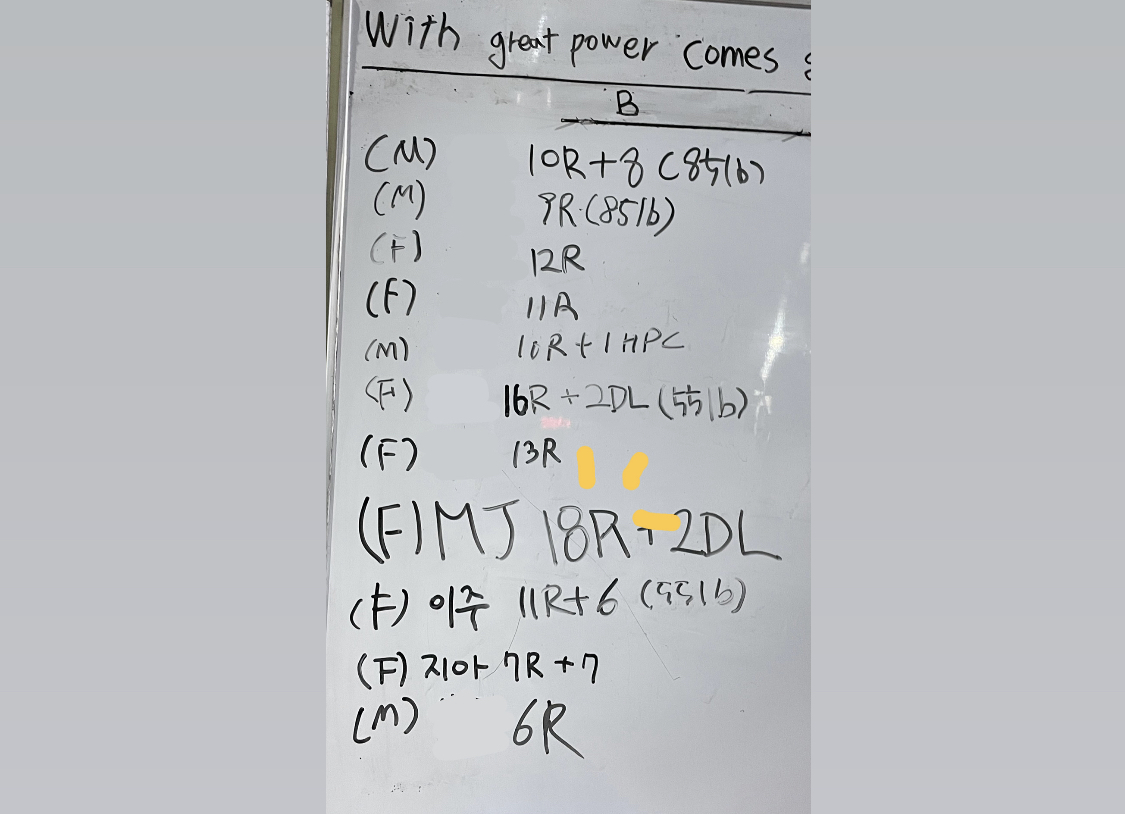 With great power comes
B
(M) 10R+8 (85lb)
(M) 9R (85lb)
(F) 12R
(F) 11R
(M) 10R+1HPC
(F) 16R+2DL (55lb)
(F) 13R
(F) MJ 18R+2DL
(F) 이주 11R+6 (55lb)
(F) 지아 7R+7
(M) 6R